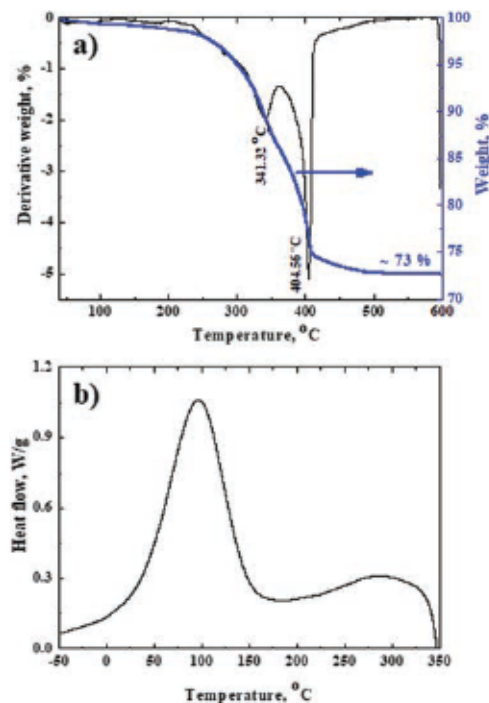 a)
0
-1
-2
-3
-4
-5
Derivative weight, %
100
95
90
85
80
75
70
Weight, %
341.32 °C
404.56 °C
~ 73 %
100 200 300 400 500 600
Temperature, °C
b)
1.2
0.9
0.6
0.3
0.0
Heat flow, W/g
-50 0 50 100 150 200 250 300 350
Temperature, °C